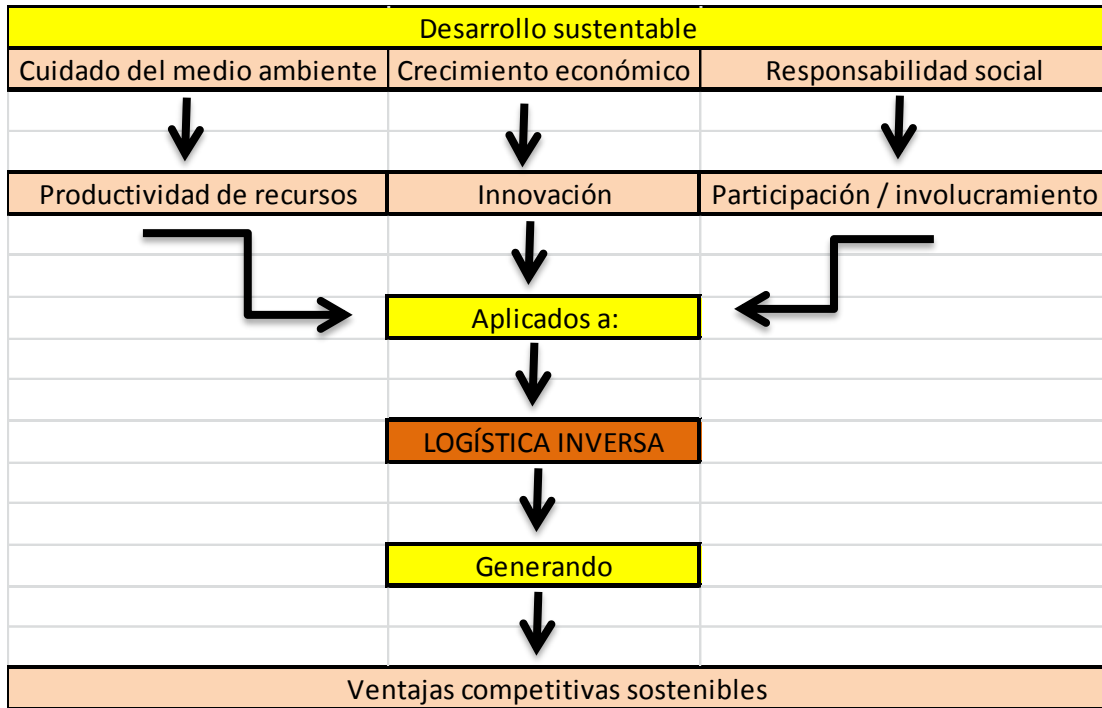 Desarrollo sustentable
Cuidado del medio ambiente
Crecimiento económico
Responsabilidad social
Productividad de recursos
Innovación
Participación / involucramiento
Aplicados a:
LOGÍSTICA INVERSA
Generando
Ventajas competitivas sostenibles